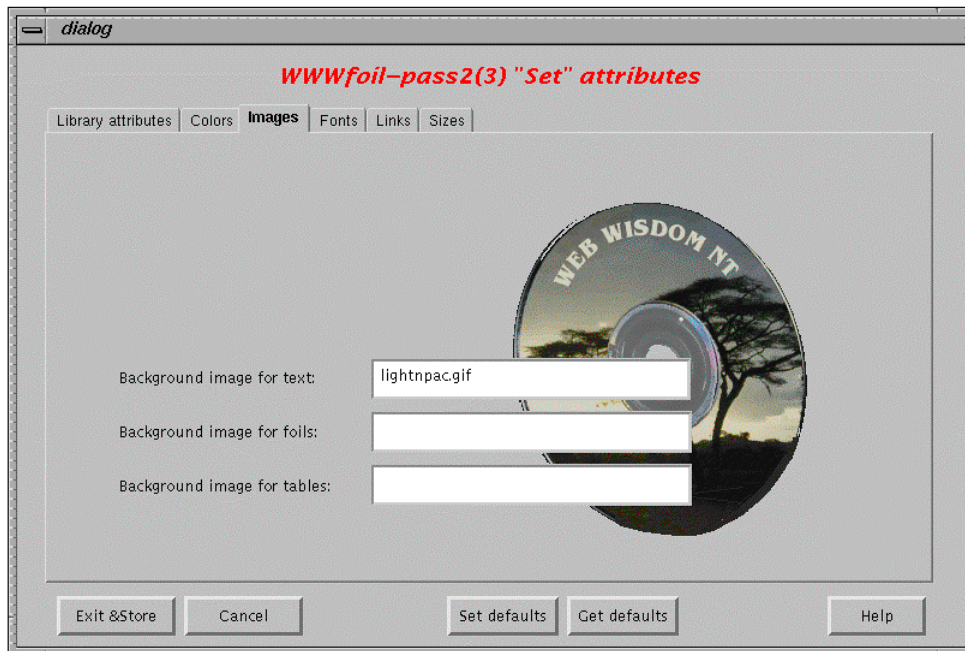 dialog
WWWfoil-pass2(3) "Set" attributes
Library attributes Colors Images Fonts Links Sizes
WEB WISDOM NT
Background image for text: lightnpac.gif
Background image for foils:
Background image for tables:
Exit &Store Cancel Set defaults Get defaults Help